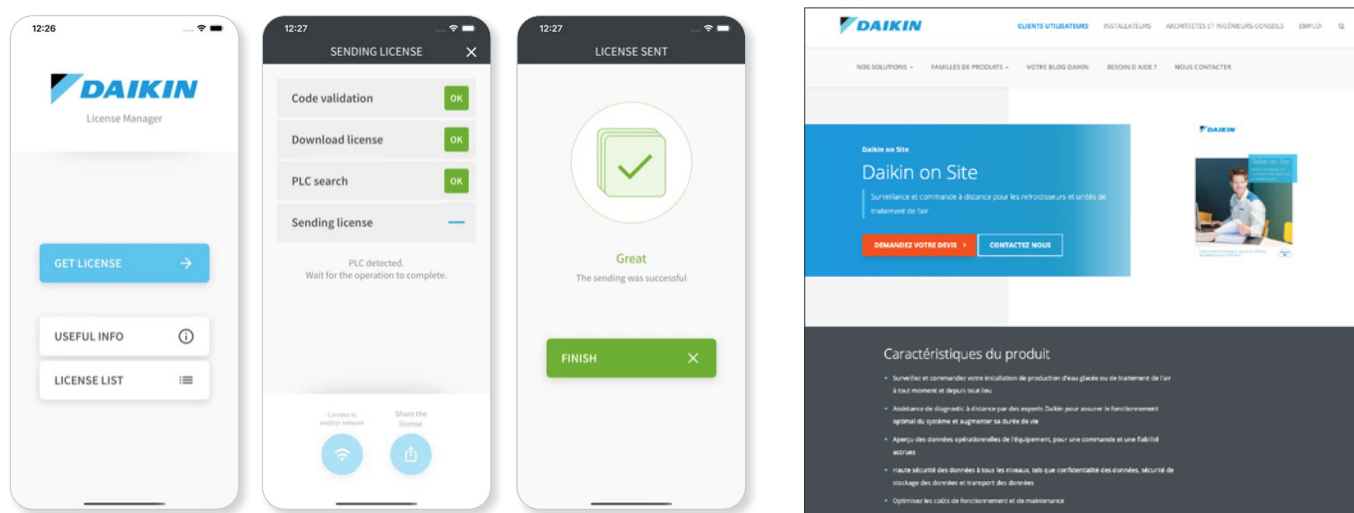 12:26
DAIKIN
License Manager
GET LICENSE
USEFUL INFO
LICENSE LIST
12:27
SENDING LICENSE
Code validation
OK
Download license
OK
PLC search
OK
Sending license
PLC detected.
Wait for the operation to complete.
Connect to
another network
Share the
license
12:27
LICENSE SENT
Great
The sending was successful
FINISH
DAIKIN
CLIENTS UTILISATEURS
INSTALLATEURS
ARCHITECTES ET INGÉNIEURS-CONSEILS
EMPLOI
NOS SOLUTIONS
FAMILLES DE PRODUITS
VOTRE BLOG DAIKIN
BESOIN D'AIDE ?
NOUS CONTACTER
Daikin on Site
Daikin on Site
Surveillance et commande à distance pour les refroidisseurs et unités de
traitement de l'air
DEMANDEZ VOTRE DEVIS
CONTACTEZ NOUS
DAIKIN
Daikin on Site
Caractéristiques du produit
Surveillez et commandez votre installation de production d'eau glacée ou de traitement de l'air
à tout moment et depuis tout lieu
Assistance de diagnostic à distance par des experts Daikin pour assurer le fonctionnement
optimal du système et augmenter sa durée de vie
Aperçu des données opérationnelles de l'équipement, pour une commande et une fiabilité
accrues
Haute sécurité des données à tous les niveaux, tels que confidentialité des données, sécurité de
stockage des données et transport des données
Optimisez les coûts de fonctionnement et de maintenance